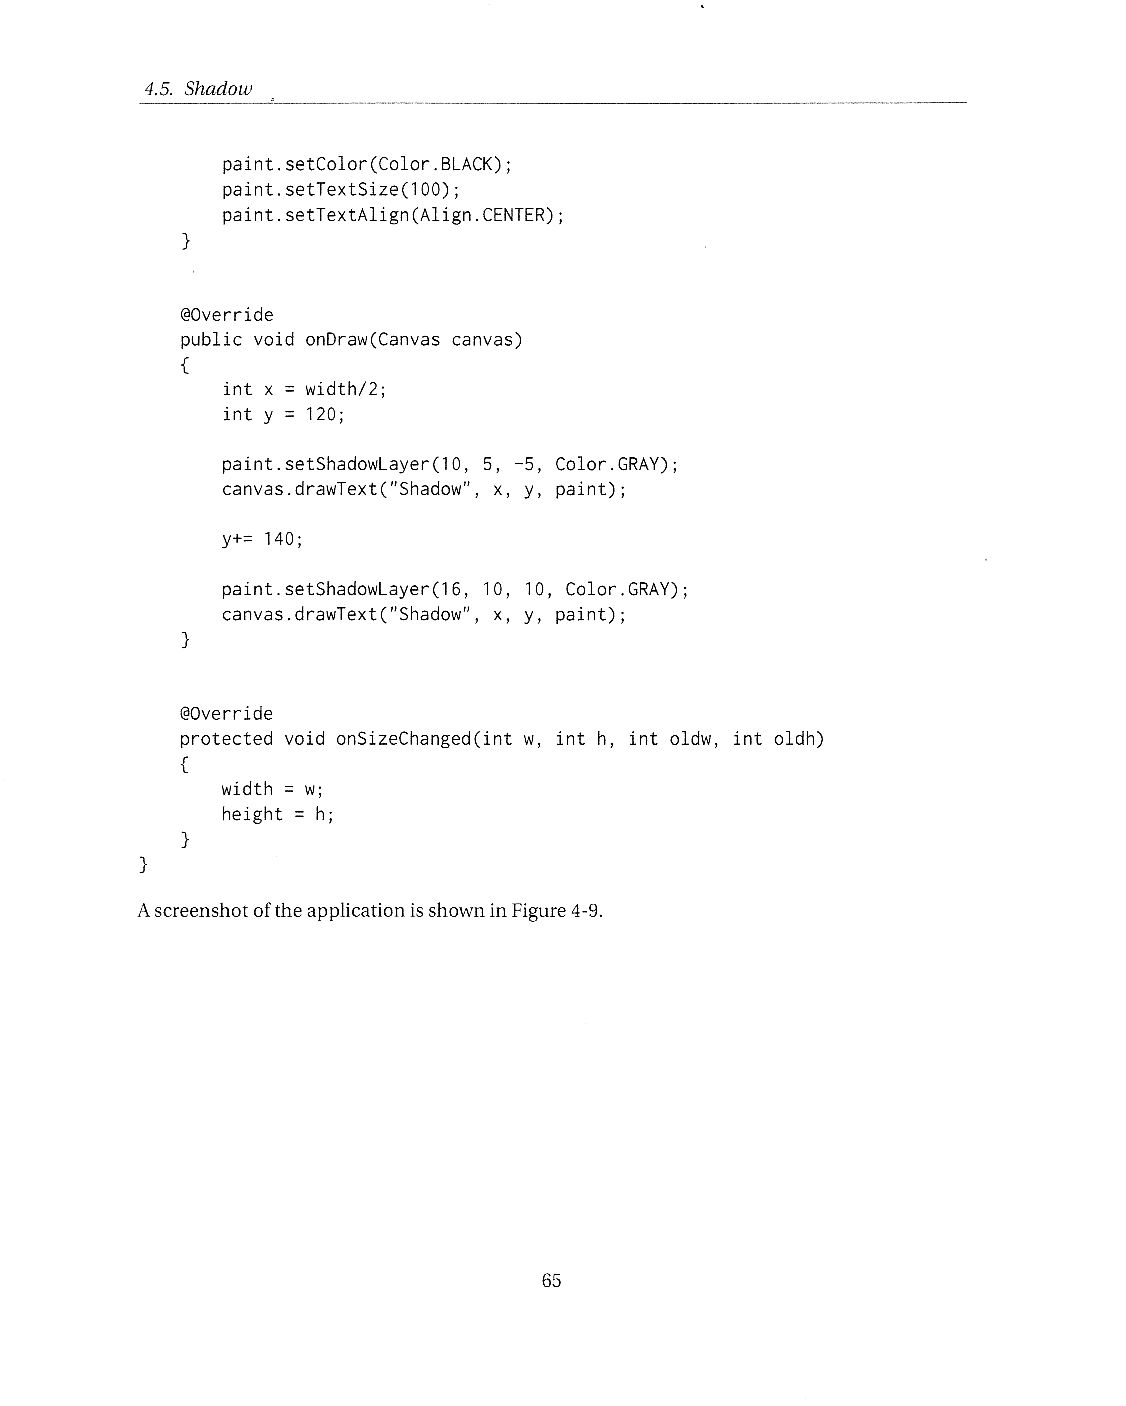 4.5. Shadow
paint.setColor(Color.BLACK);
paint.setTextSize(100);
paint.setTextAlign(Align.CENTER);
}
@Override
public void onDraw(Canvas canvas)
{
int x = width/2;
int y = 120;
paint.setShadowLayer(10, 5, -5, Color.GRAY);
canvas.drawText("Shadow", x, y, paint);
y+= 140;
paint.setShadowLayer(16, 10, 10, Color.GRAY);
canvas.drawText("Shadow", x, y, paint);
}
@Override
protected void onSizeChanged(int w, int h, int oldw, int oldh)
{
width = w;
height = h;
}
}
A screenshot of the application is shown in Figure 4-9.
65